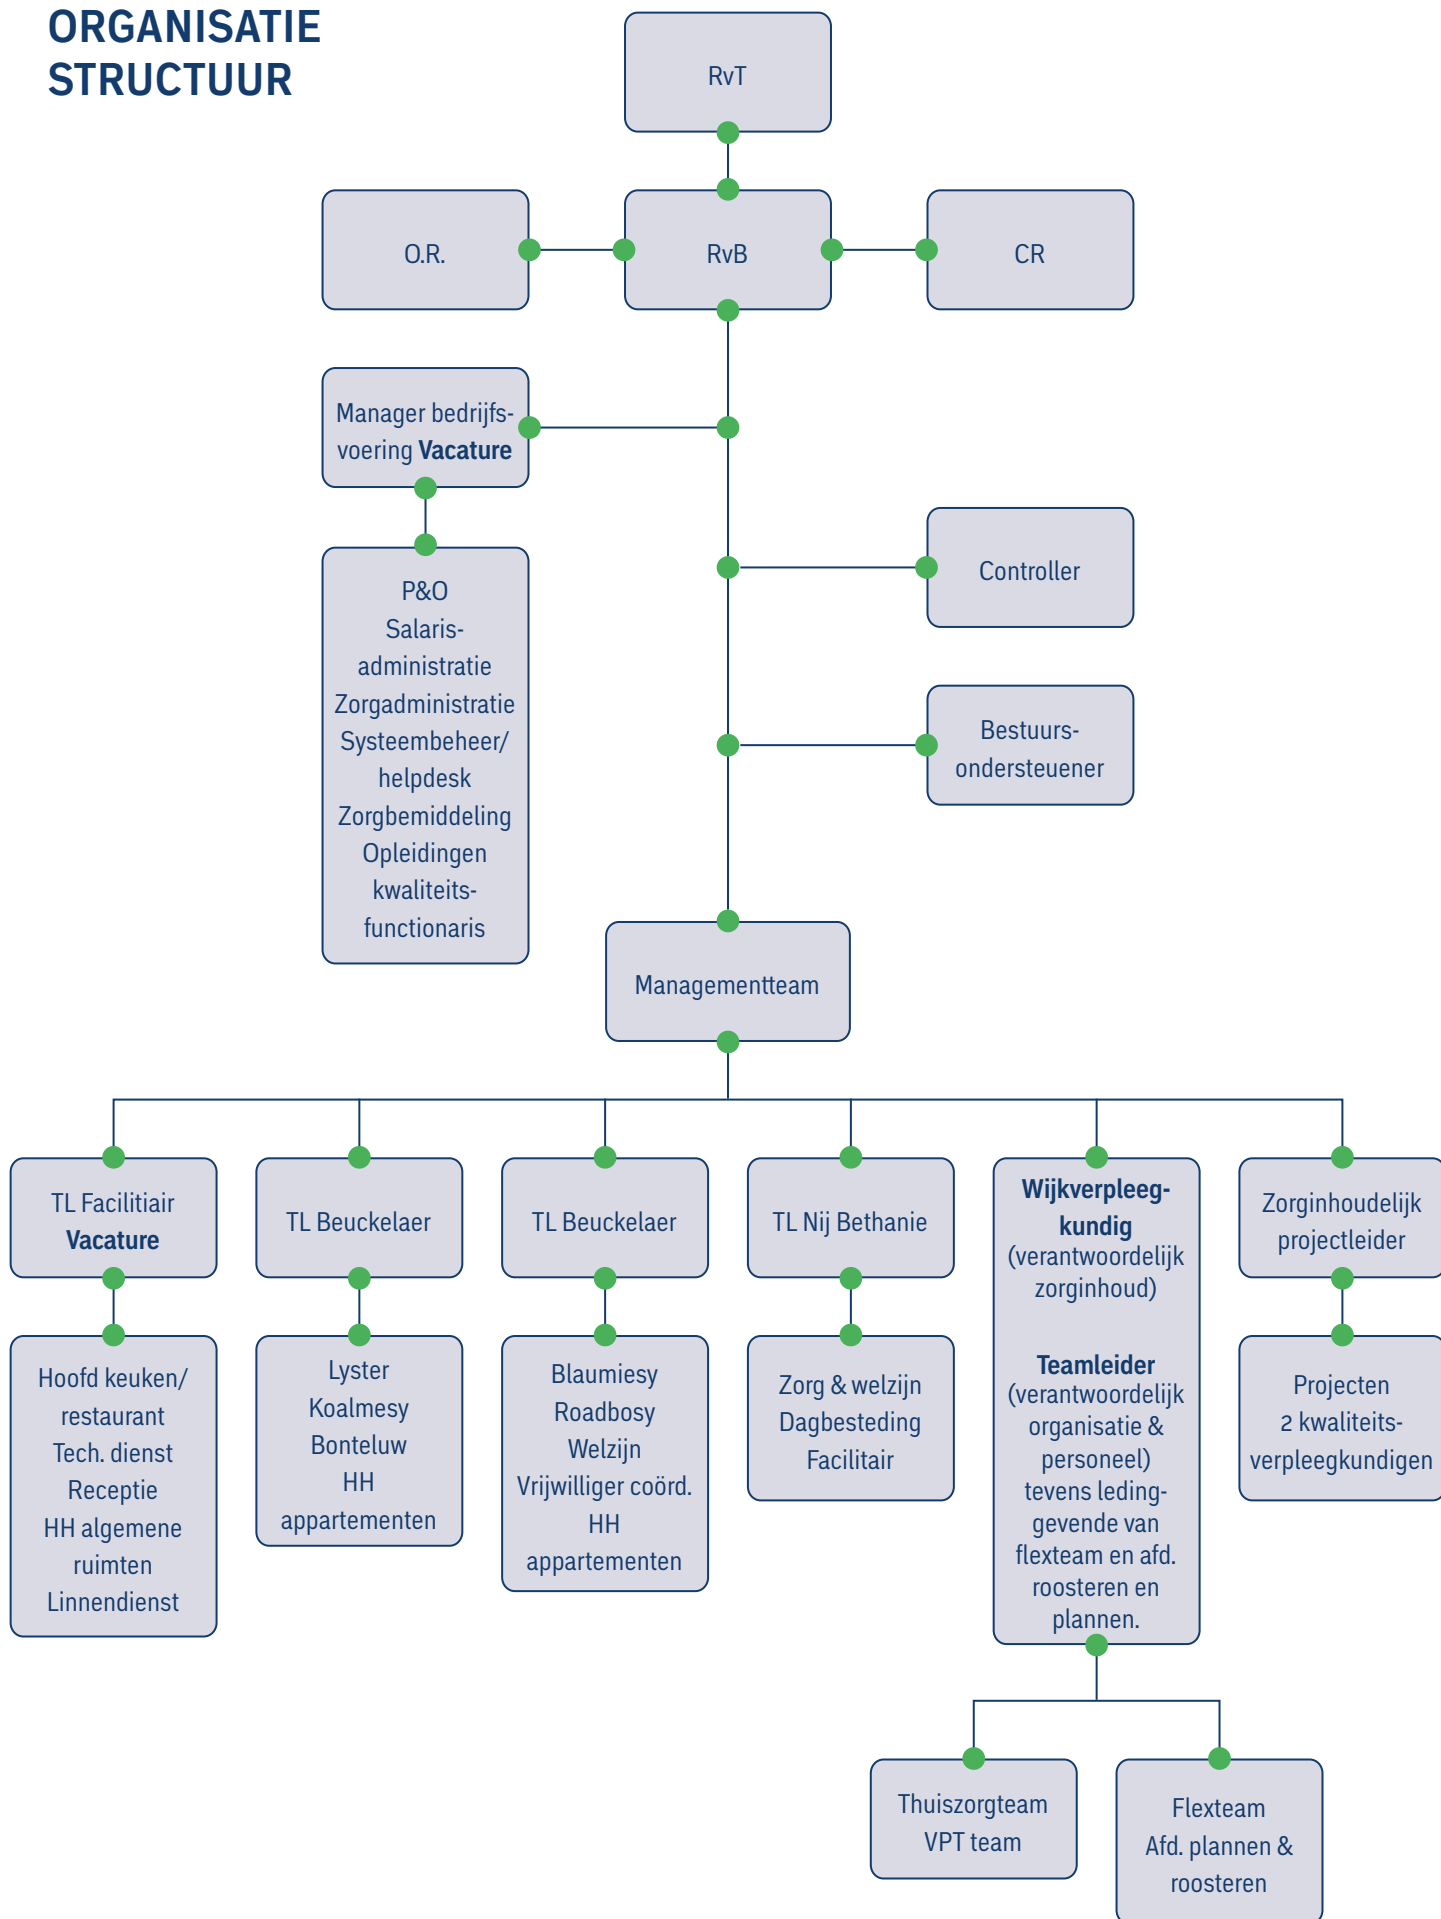 ORGANISATIE
STRUCTUUR
RvT
O.R.
RvB
CR
Manager bedrijfs-
voering Vacature
P&O
Salaris-
administratie
Zorgadministratie
Systeembeheer/
helpdesk
Zorgbemiddeling
Opleidingen
kwaliteits-
functionaris
Controller
Bestuurs-
ondersteuener
Managementteam
TL Facilitiair
Vacature
Hoofd keuken/
restaurant
Tech. dienst
Receptie
HH algemene
ruimten
Linnendienst
TL Beuckelaer
Lyster
Koalmesy
Bonteluw
HH
appartementen
TL Beuckelaer
Blaumiesy
Roadbosy
Welzijn
Vrijwilliger coörd.
HH
appartementen
TL Nij Bethanie
Zorg & welzijn
Dagbesteding
Facilitair
Wijkverpleeg-
kundig
(verantwoordelijk
zorginhoud)
Teamleider
(verantwoordelijk
organisatie &
personeel)
tevens leding-
gevende van
flexteam en afd.
roosteren en
plannen.
Thuiszorgteam
VPT team
Flexteam
Afd. plannen &
roosteren
Zorginhoudelijk
projectleider
Projecten
2 kwaliteits-
verpleegkundigen